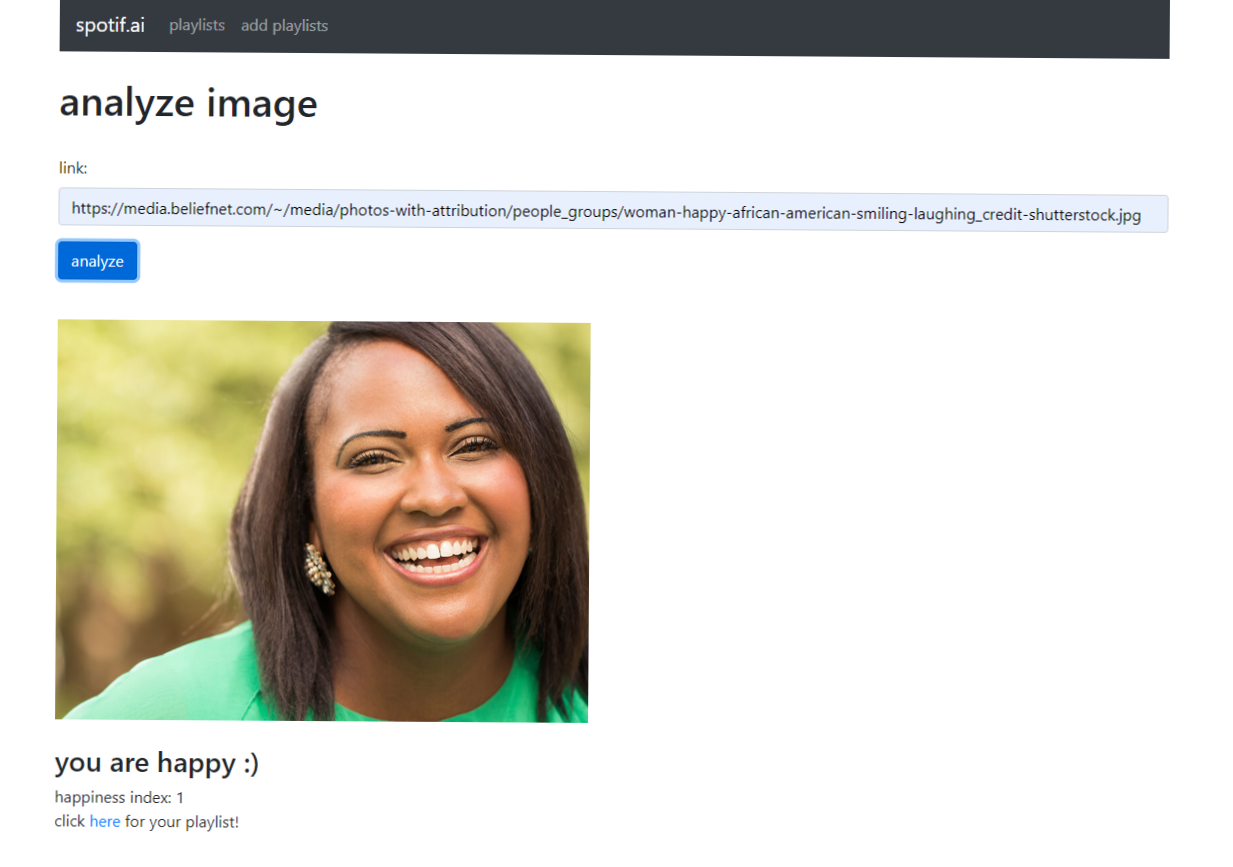 spotif.ai playlists add playlists
analyze image
link:
https://media.beliefnet.com/~/media/photos-with-attribution/people_groups/woman-happy-african-american-smiling-laughing_credit-shutterstock.jpg
analyze
you are happy :)
happiness index: 1
click here for your playlist!